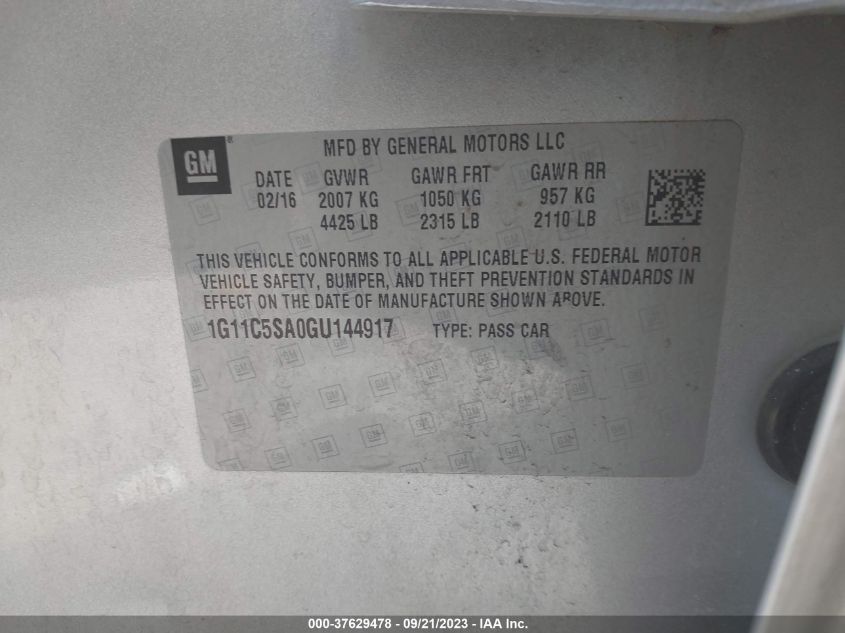 GM
MFD BY GENERAL MOTORS LLC
DATE GVWR GAWR FRT GAWR RR
02/16 2007 KG 1050 KG 957 KG
4425 LB 2315 LB 2110 LB
THIS VEHICLE CONFORMS TO ALL APPLICABLE U.S. FEDERAL MOTOR
VEHICLE SAFETY, BUMPER, AND THEFT PREVENTION STANDARDS IN
EFFECT ON THE DATE OF MANUFACTURE SHOWN ABOVE.
1G11C5SA0GU144917 TYPE: PASS CAR
000-37629478 - 09/21/2023 - IAA Inc.